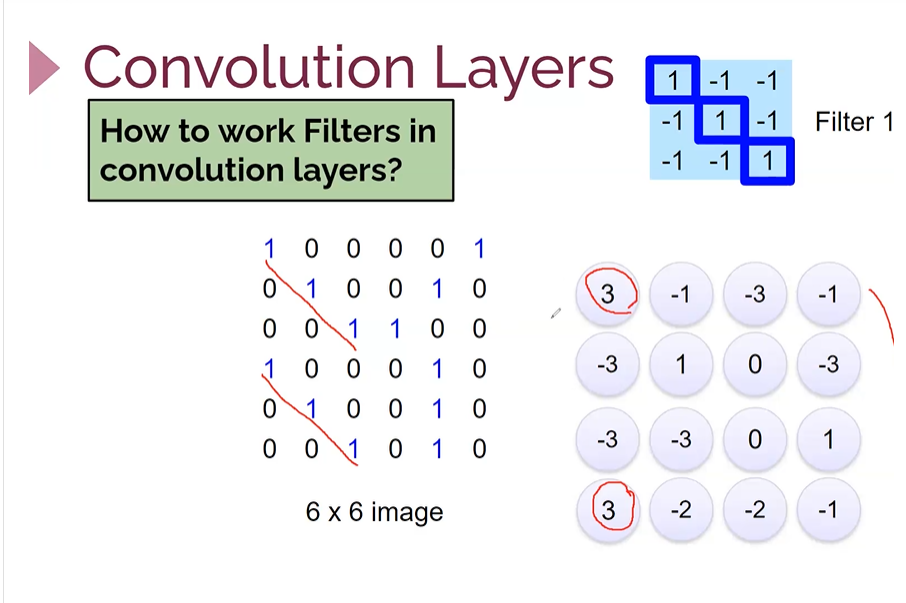 Convolution Layers
How to work Filters in
convolution layers?
1 -1 -1
-1 1 -1
-1 -1 1
Filter 1
1 0 0 0 0 1
0 1 0 0 1 0
0 0 1 1 0 0
1 0 0 0 1 0
0 1 0 0 1 0
0 0 1 0 1 0
6 x 6 image
3 -1 -3 -1
-3 1 0 -3
-3 -3 0 1
3 -2 -2 -1